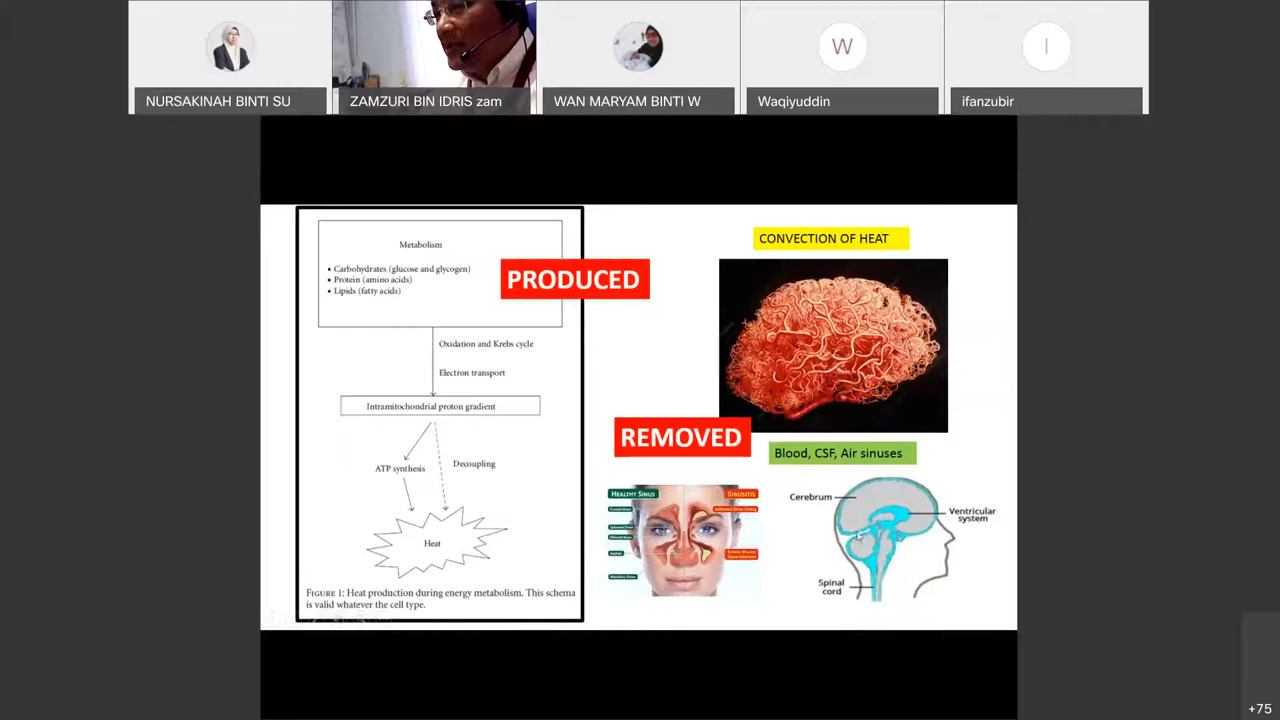 NURSAKINAH BINTI SU
ZAMZURI BIN IDRIS zam
WAN MARYAM BINTI W
W
Waqiyuddin
I
ifanzubir
Metabolism
• Carbohydrates (glucose and glycogen)
• Protein (amino acids)
• Lipids (fatty acids)
PRODUCED
Oxidation and Krebs cycle
Electron transport
Intramitochondrial proton gradient
ATP synthesis
Decoupling
Heat
FIGURE 1: Heat production during energy metabolism. This schema
is valid whatever the cell type.
CONVECTION OF HEAT
REMOVED
Blood, CSF, Air sinuses
HEALTHY SINUS
SINUSITIS
Cerebrum
Ventricular
system
Spinal
cord
+75